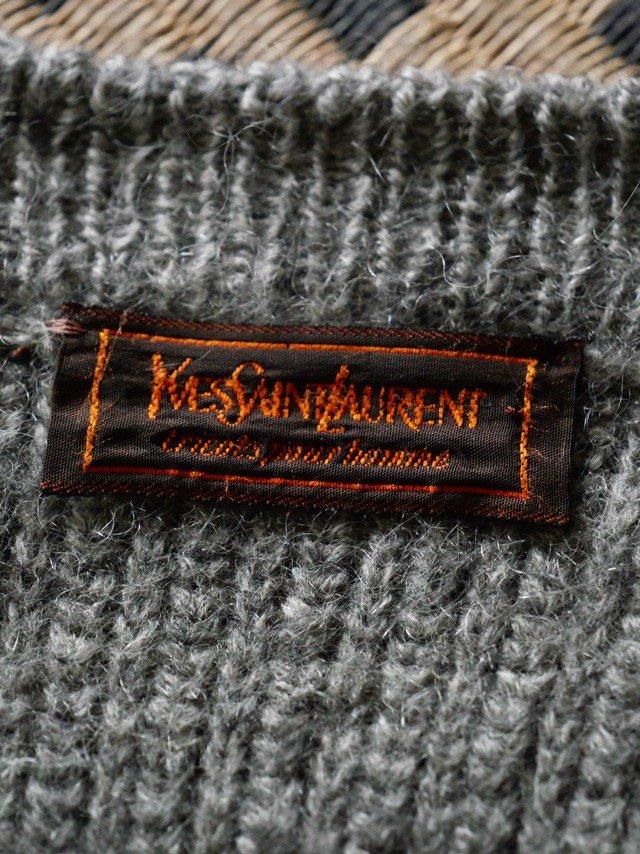 YVES SAINT LAURENT
tricots pour homme